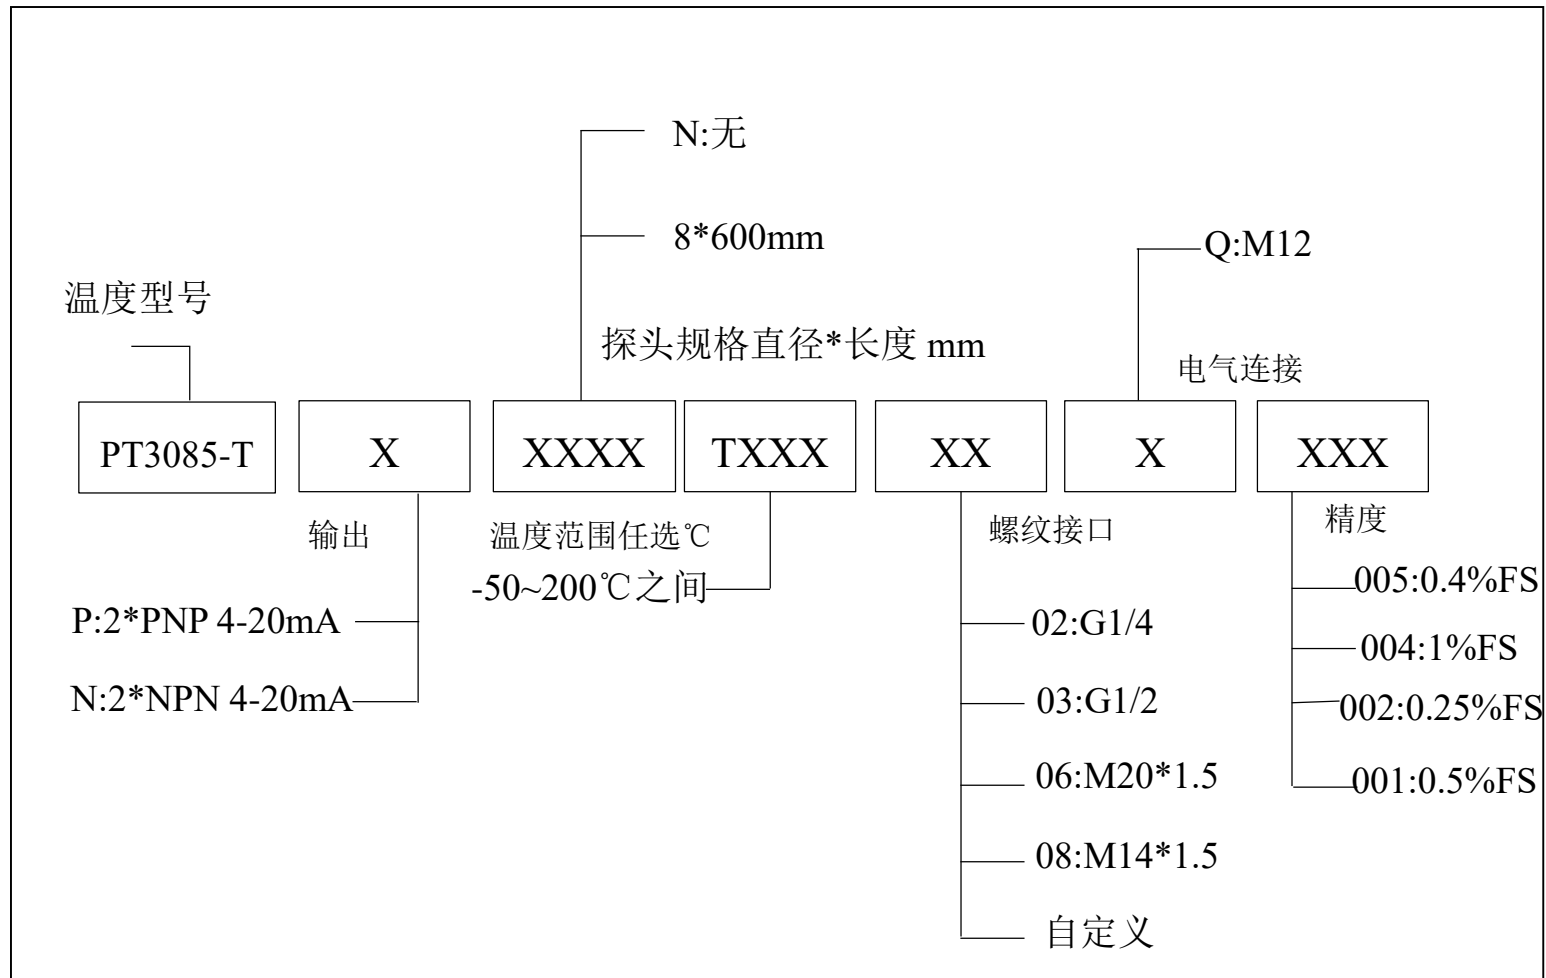 N:无
8*600mm
Q:M12
温度型号
探头规格直径*长度 mm
电气连接
PT3085-T X XXXX TXXX XX X XXX
输出 温度范围任选℃ 螺纹接口 精度
-50~200℃之间
P:2*PNP 4-20mA
N:2*NPN 4-20mA
02:G1/4
03:G1/2
06:M20*1.5
08:M14*1.5
自定义
005:0.4%FS
004:1%FS
002:0.25%FS
001:0.5%FS